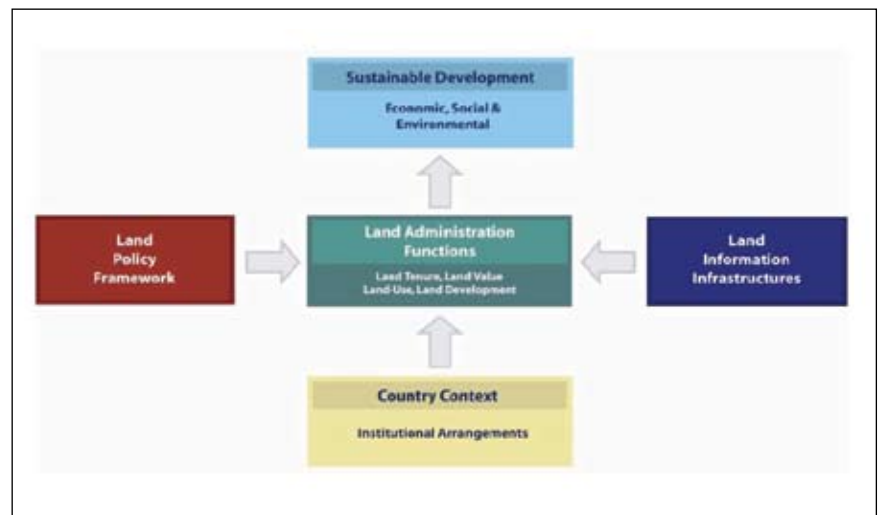 Sustainable Development
Economic, Social &
Environmental
Land
Policy
Framework
Land Administration
Functions
Land Tenure, Land Value
Land-Use, Land Development
Land
Information
Infrastructures
Country Context
Institutional Arrangements